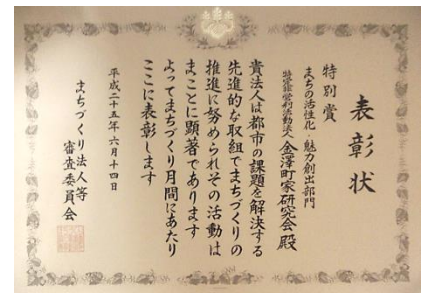 表彰状
特別賞
まちの活性化・魅力創出部門
特定非営利活動法人 金澤町家研究会 殿
貴法人は都市の課題を解決する
先進的な取組でまちづくりの
推進に努められその活動は
まことに顕著であります
よってまちづくり月間にあたり
ここに表彰します
平成二十五年六月十四日
まちづくり法人等
審査委員会